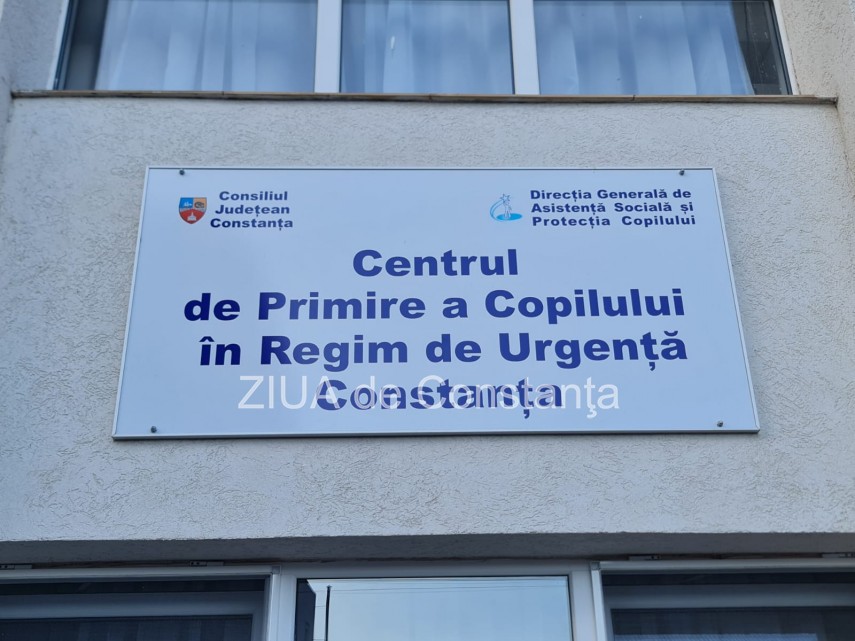 Consiliul
Județean
Constanța
Direcția Generală de
Asistență Socială și
Protecția Copilului
Centrul
de Primire a Copilului
în Regim de Urgență
Constanța
ZIUA de Constanţa